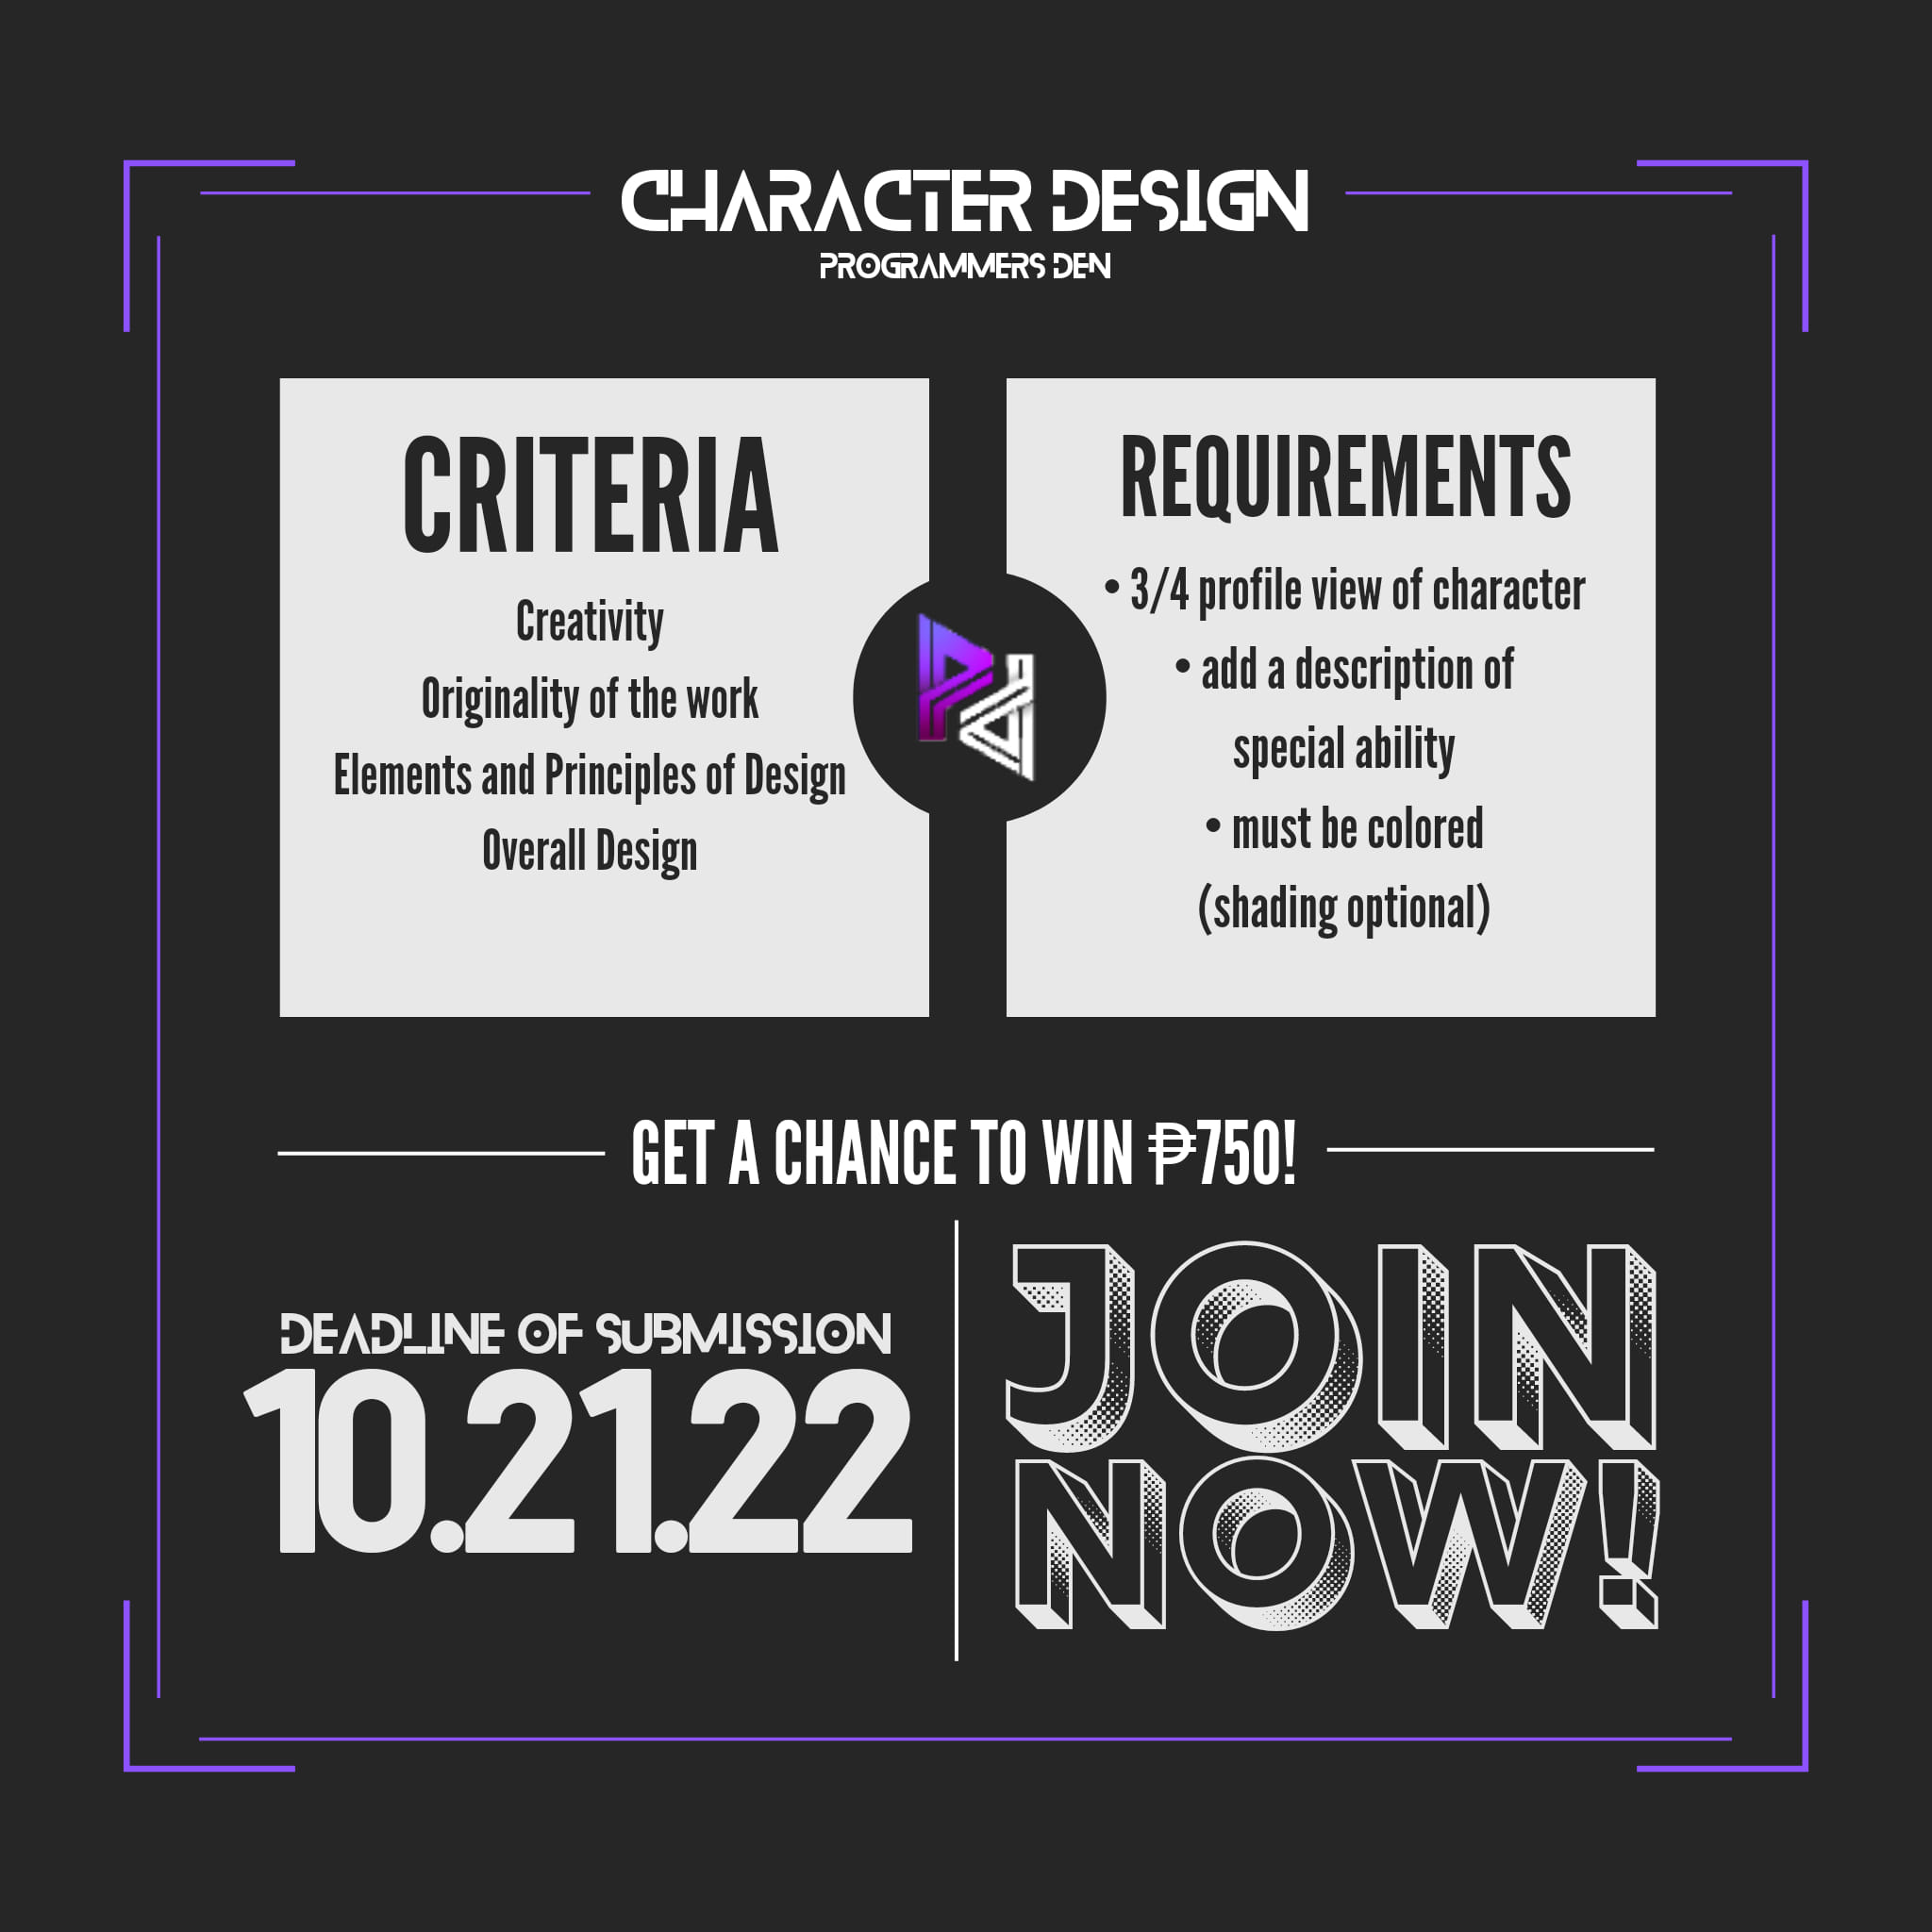 CHARACTER DESIGN
PROGRAMMERS DEN
CRITERIA
Creativity
Originality of the work
Elements and Principles of Design
Overall Design
REQUIREMENTS
• 3/4 profile view of character
• add a description of
special ability
• must be colored
(shading optional)
GET A CHANCE TO WIN ₱750!
DEADLINE OF SUBMISSION
10.21.22
JOIN
NOW!